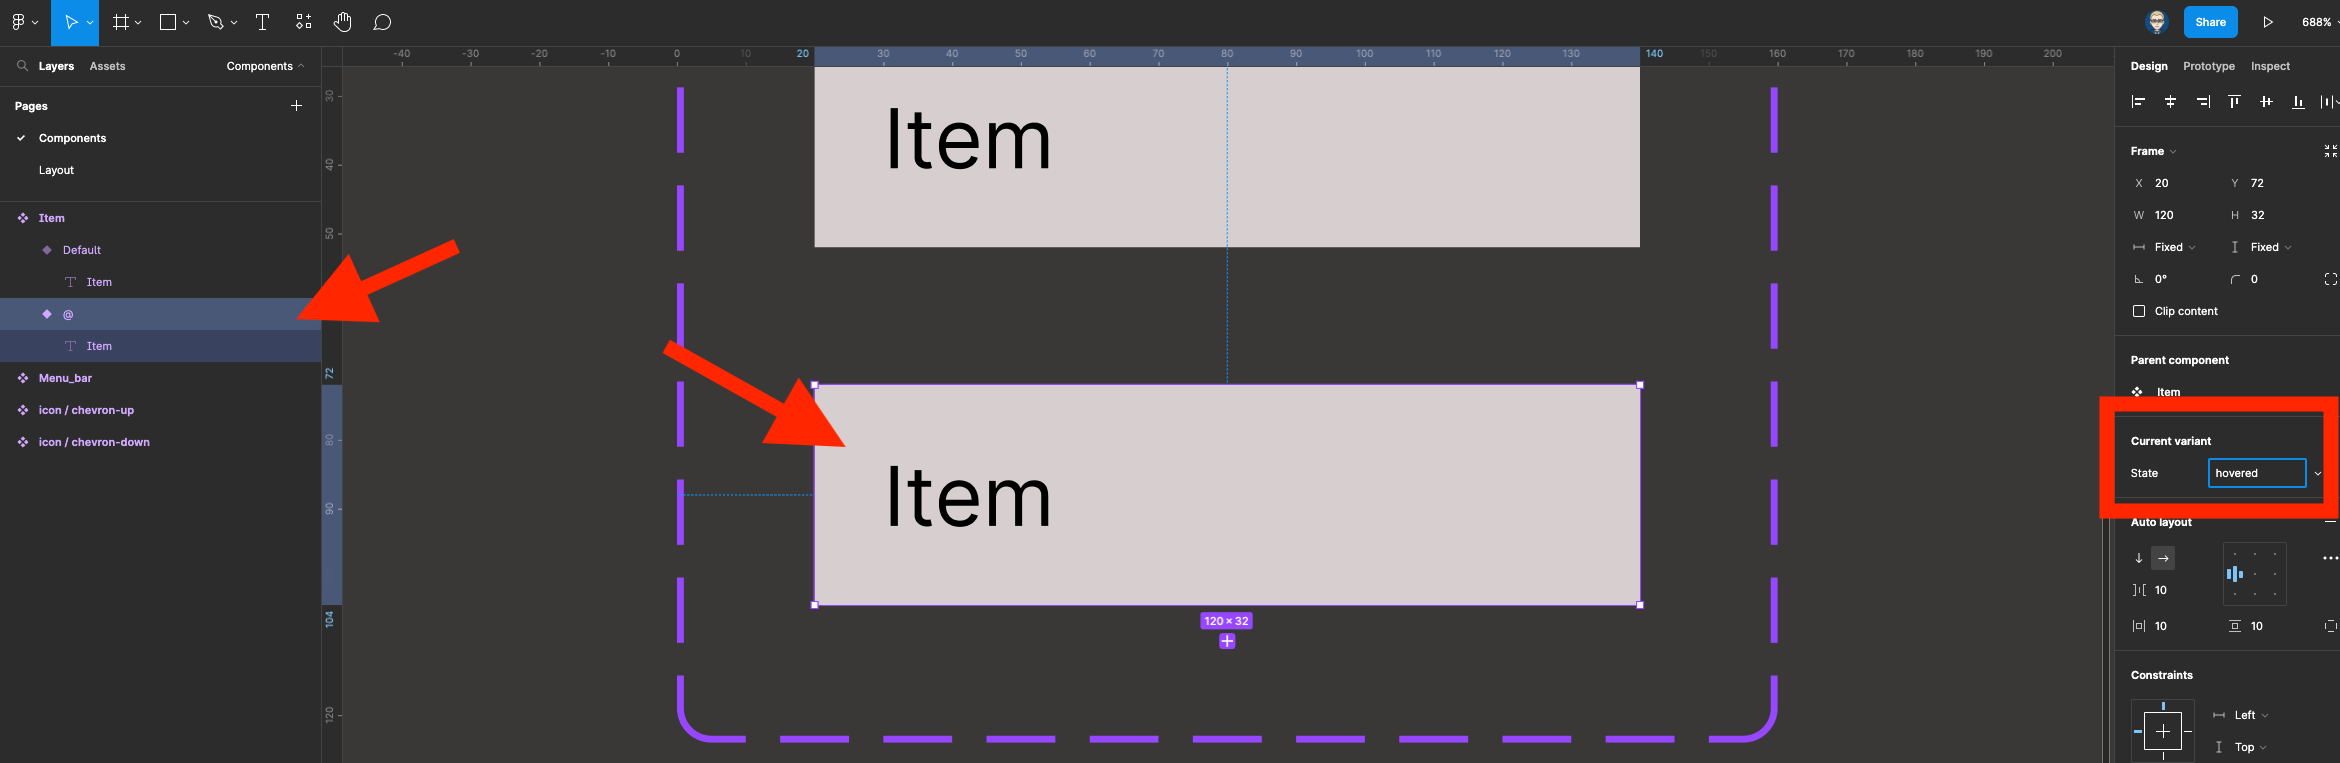 Share
688%
Layers Assets Components
Pages
Components
Layout
Item
Default
Item
@
Item
Menu_bar
icon / chevron-up
icon / chevron-down
-40 -30 -20 -10 0 10 20 30 40 50 60 70 80 90 100 110 120 130 140 150 160 170 180 190 200
30
40
50
72
80
90
104
120
Item
Item
120 × 32
Design Prototype Inspect
Frame
X 20 Y 72
W 120 H 32
Fixed Fixed
0° 0
Clip content
Parent component
Item
Current variant
State hovered
Auto layout
10
10 10
Constraints
Left
Top